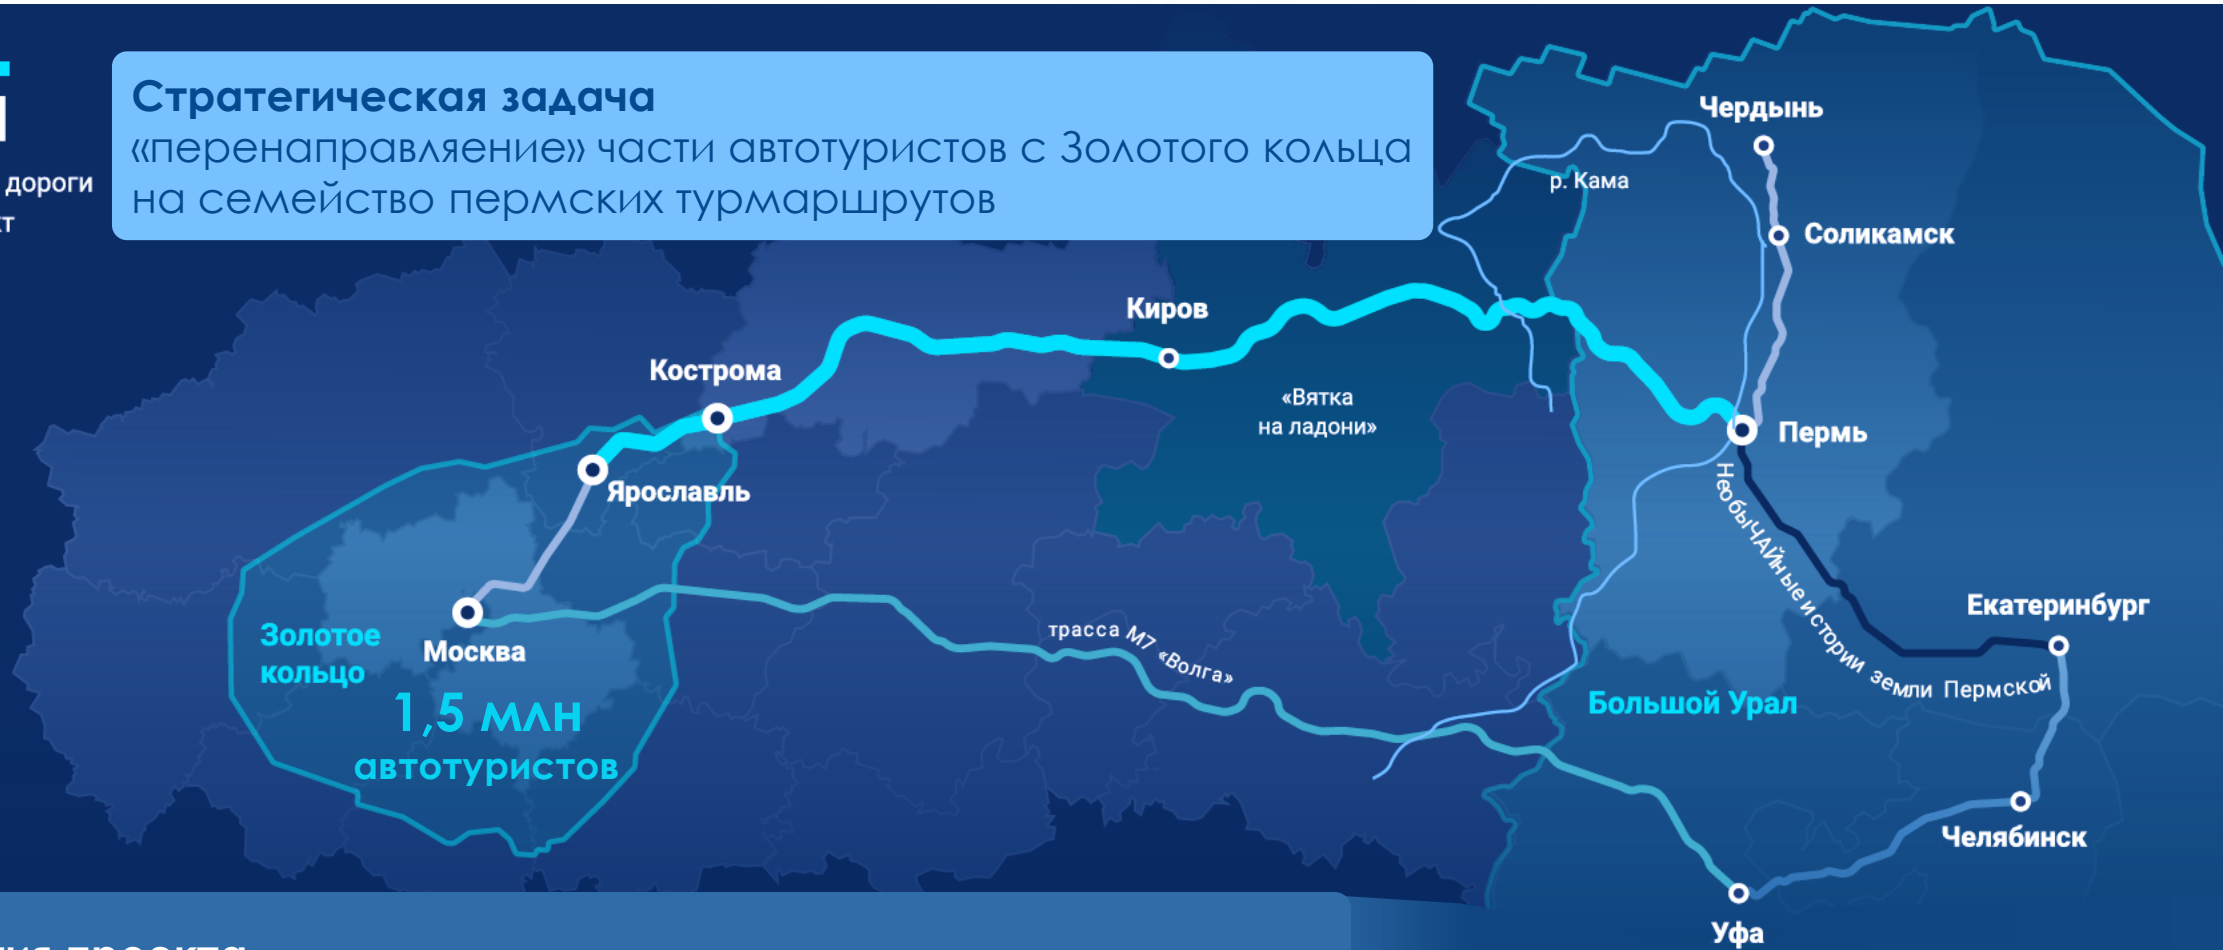 Стратегическая задача
«перенаправляение» части автотуристов с Золотого кольца
на семейство пермских турмаршрутов
дороги
Чердынь
р. Кама
Соликамск
Киров
Кострома
«Вятка
на ладони»
Пермь
Ярославль
НеобыЧАЙные истории земли Пермской
Екатеринбург
Золотое
кольцо
Москва
трасса М7 «Волга»
1,5 млн
автотуристов
Большой Урал
Челябинск
Уфа